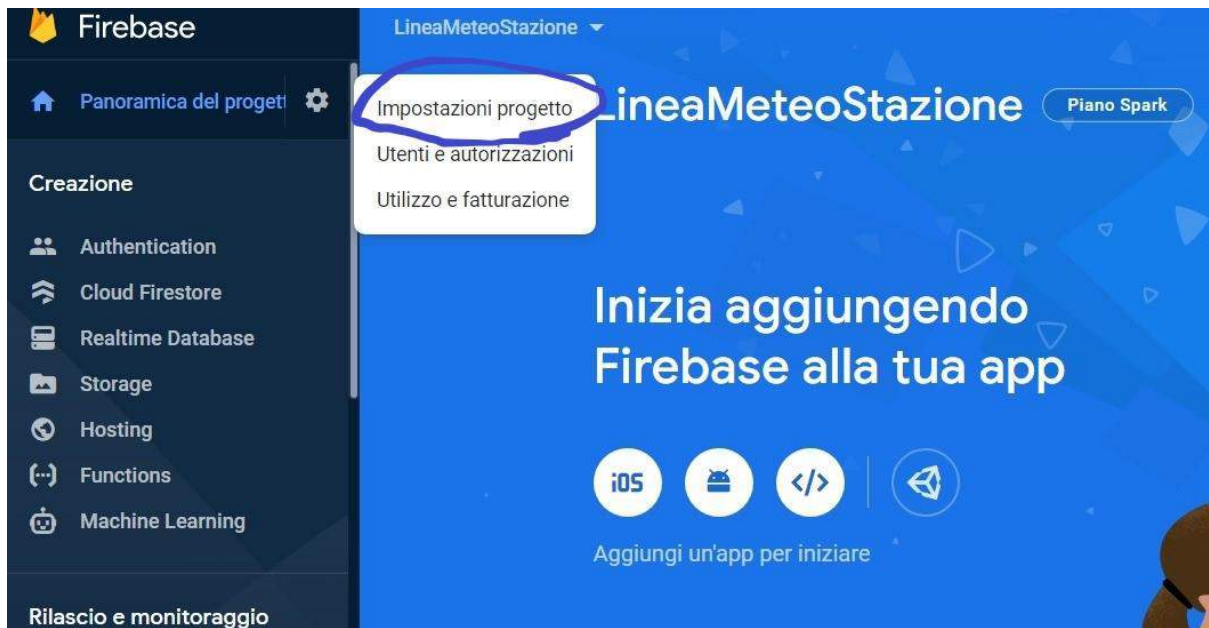 Firebase
LineaMeteoStazione
Panoramica del progett
Impostazioni progetto
Utenti e autorizzazioni
Utilizzo e fatturazione
LineaMeteoStazione
Piano Spark
Creazione
Authentication
Cloud Firestore
Realtime Database
Storage
Hosting
Functions
Machine Learning
Rilascio e monitoraggio
Inizia aggiungendo
Firebase alla tua app
iOS
</>
Aggiungi un'app per iniziare